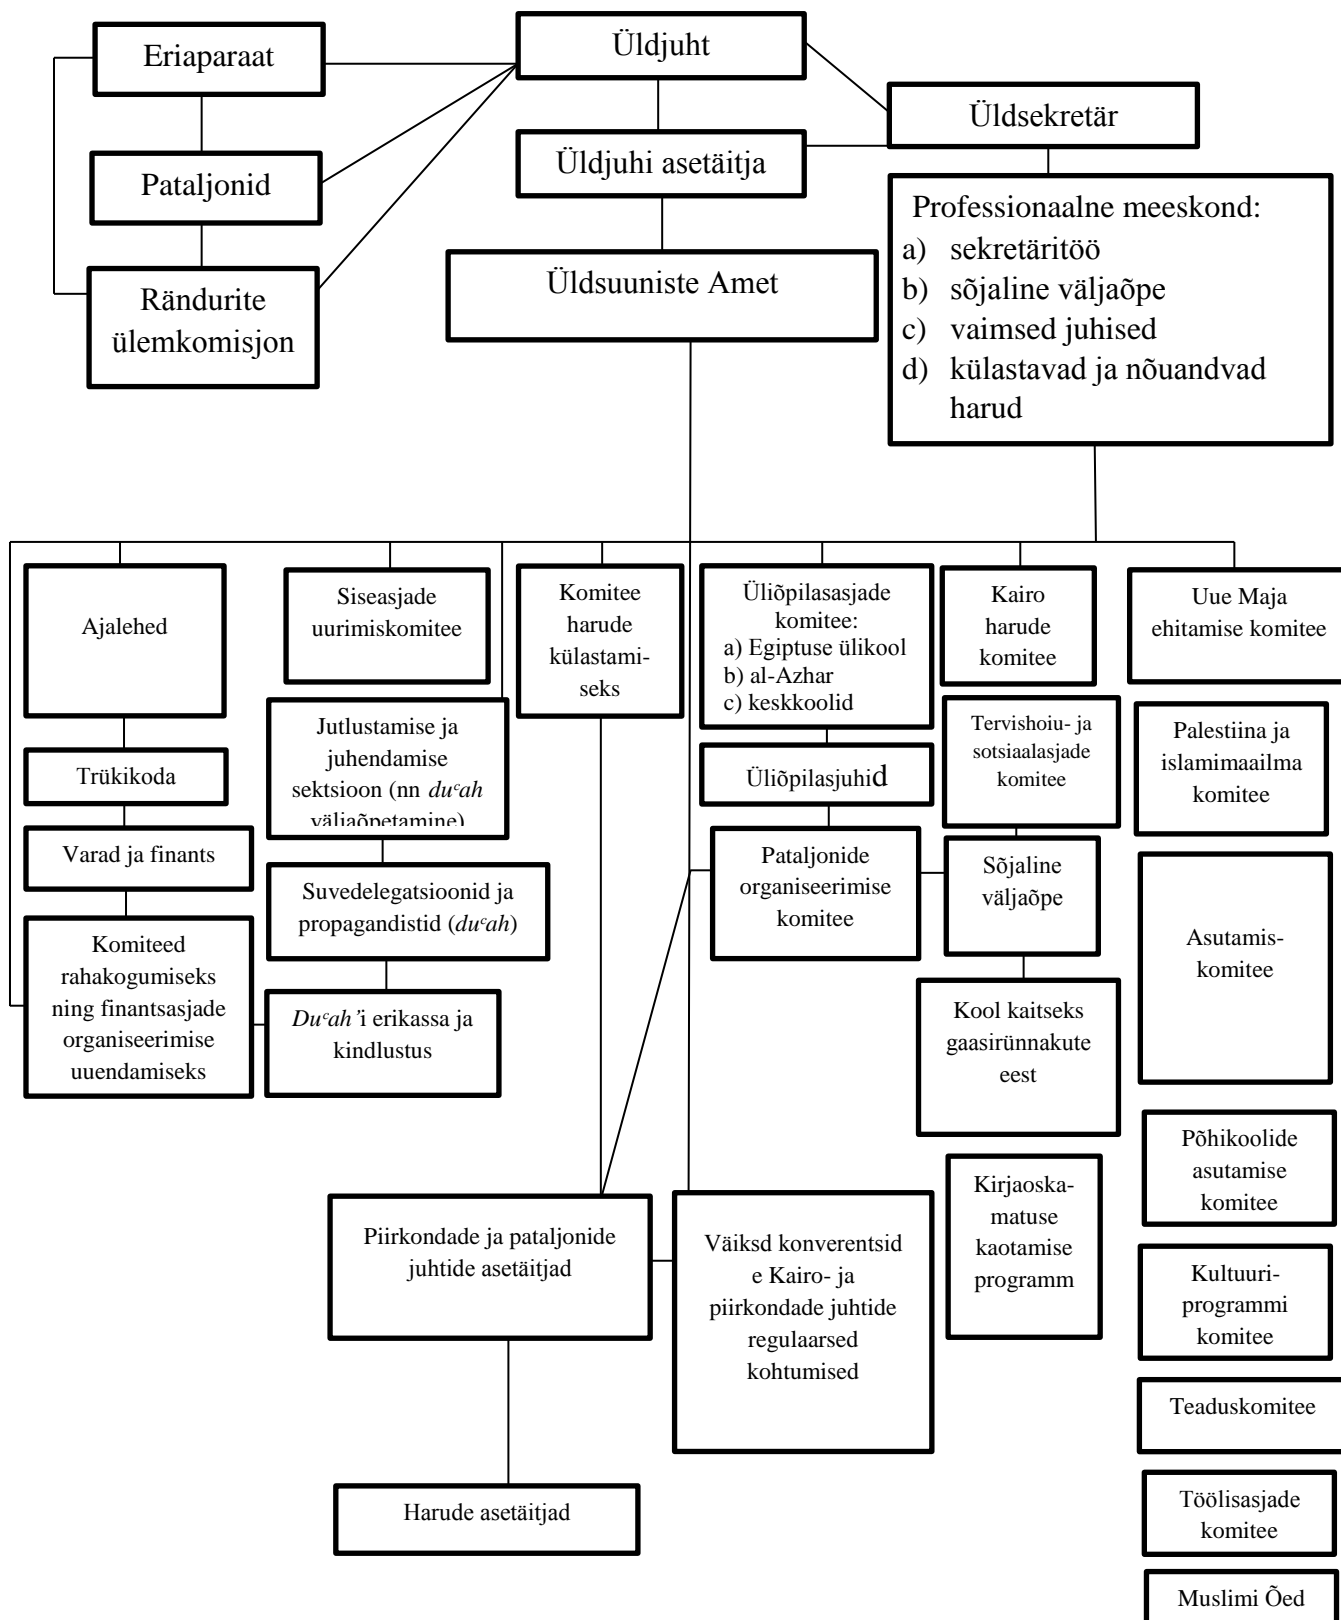 Eriaparaat
Üldjuht
Üldsekretär
Üldjuhi asetäitja
Pataljonid
Professionaalne meeskond:
a) sekretäritöö
b) sõjaline väljaõpe
c) vaimsed juhised
d) külastavad ja nõuandvad
harud
Üldsuuniste Amet
Rändurite
ülemkomisjon
Ajalehed
Siseasjade
uurimiskomitee
Komitee
harude
külastami-
seks
Üliõpilasasjade
komitee:
a) Egiptuse ülikool
b) al-Azhar
c) keskkoolid
Kairo
harude
komitee
Uue Maja
ehitamise komitee
Jutlustamise ja
juhendamise
sektsioon (nn duᶜah
väljaõpetamine)
Tervishoiu- ja
sotsiaalasjade
komitee
Palestiina ja
islamimaailma
komitee
Trükikoda
Üliõpilasjuhid
Varad ja finants
Pataljonide
organiseerimise
komitee
Sõjaline
väljaõpe
Suvedelegatsioonid ja
propagandistid (duᶜah)
Asutamis-
komitee
Komiteed
rahakogumiseks
ning finantsasjade
organiseerimise
uuendamiseks
Duᶜah’i erikassa ja
kindlustus
Kool kaitseks
gaasirünnakute
eest
Põhikoolide
asutamise
komitee
Kirjaoska-
matuse
kaotamise
programm
Piirkondade ja pataljonide
juhtide asetäitjad
Väiksd konverentsid
e Kairo- ja
piirkondade juhtide
regulaarsed
kohtumised
Kultuuri-
programmi
komitee
Teaduskomitee
Harude asetäitjad
Töölisasjade
komitee
Muslimi Õed